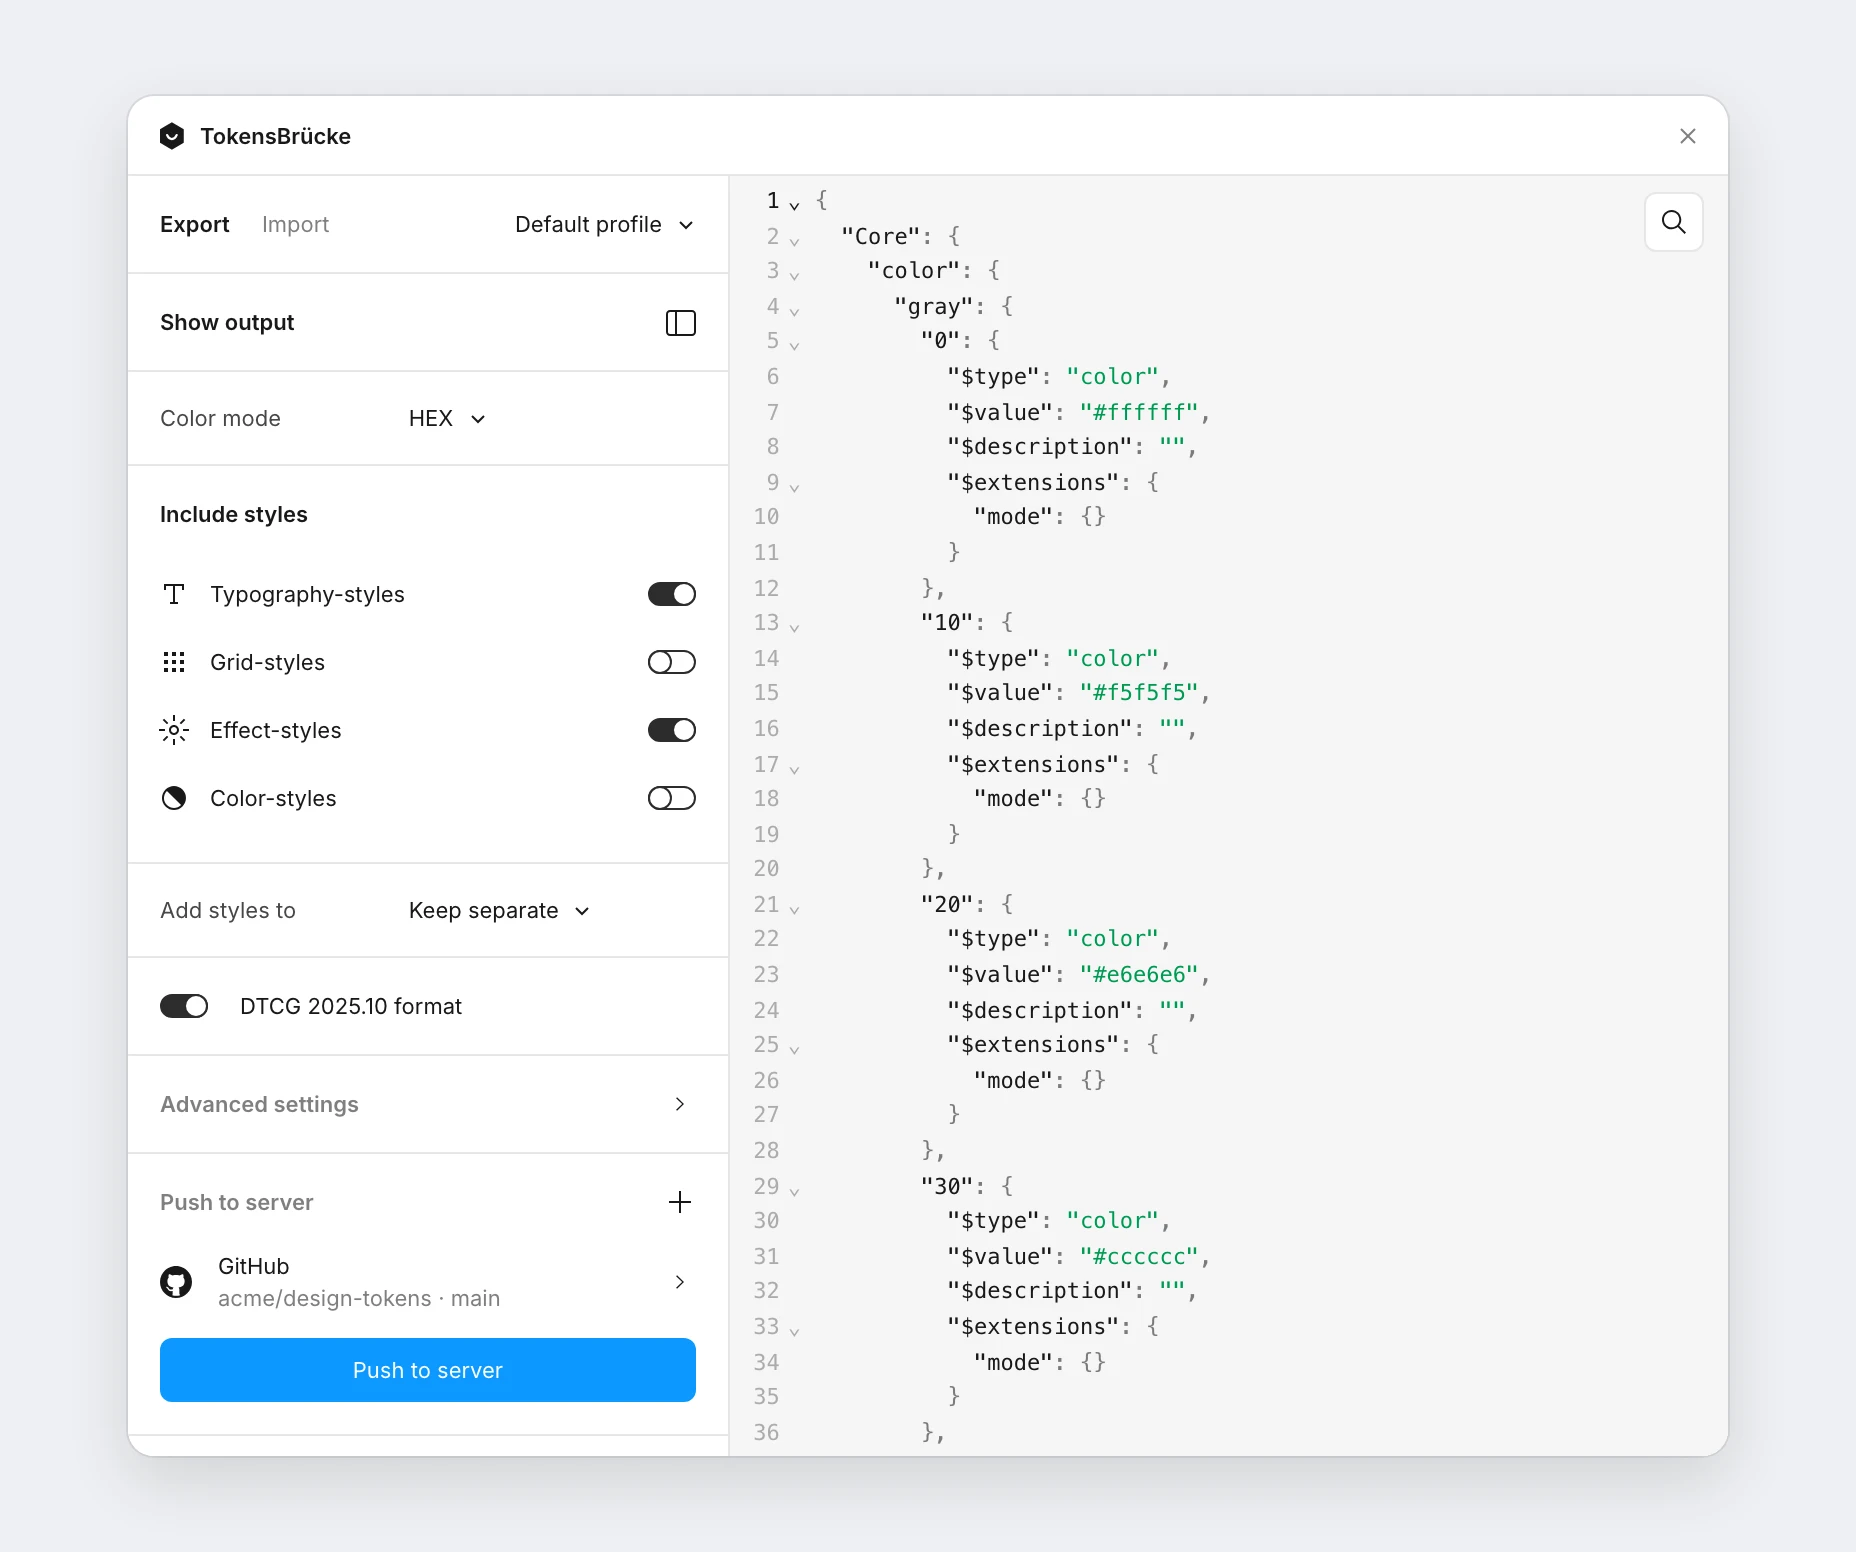 TokensBrücke
Export Import Default profile
Show output
Color mode HEX
Include styles
Typography-styles
Grid-styles
Effect-styles
Color-styles
Add styles to Keep separate
DTCG 2025.10 format
Advanced settings
Push to server
GitHub
acme/design-tokens · main
Push to server
1 {
2 "Core": {
3 "color": {
4 "gray": {
5 "0": {
6 "$type": "color",
7 "$value": "#ffffff",
8 "$description": "",
9 "$extensions": {
10 "mode": {}
11 }
12 },
13 "10": {
14 "$type": "color",
15 "$value": "#f5f5f5",
16 "$description": "",
17 "$extensions": {
18 "mode": {}
19 }
20 },
21 "20": {
22 "$type": "color",
23 "$value": "#e6e6e6",
24 "$description": "",
25 "$extensions": {
26 "mode": {}
27 }
28 },
29 "30": {
30 "$type": "color",
31 "$value": "#cccccc",
32 "$description": "",
33 "$extensions": {
34 "mode": {}
35 }
36 },